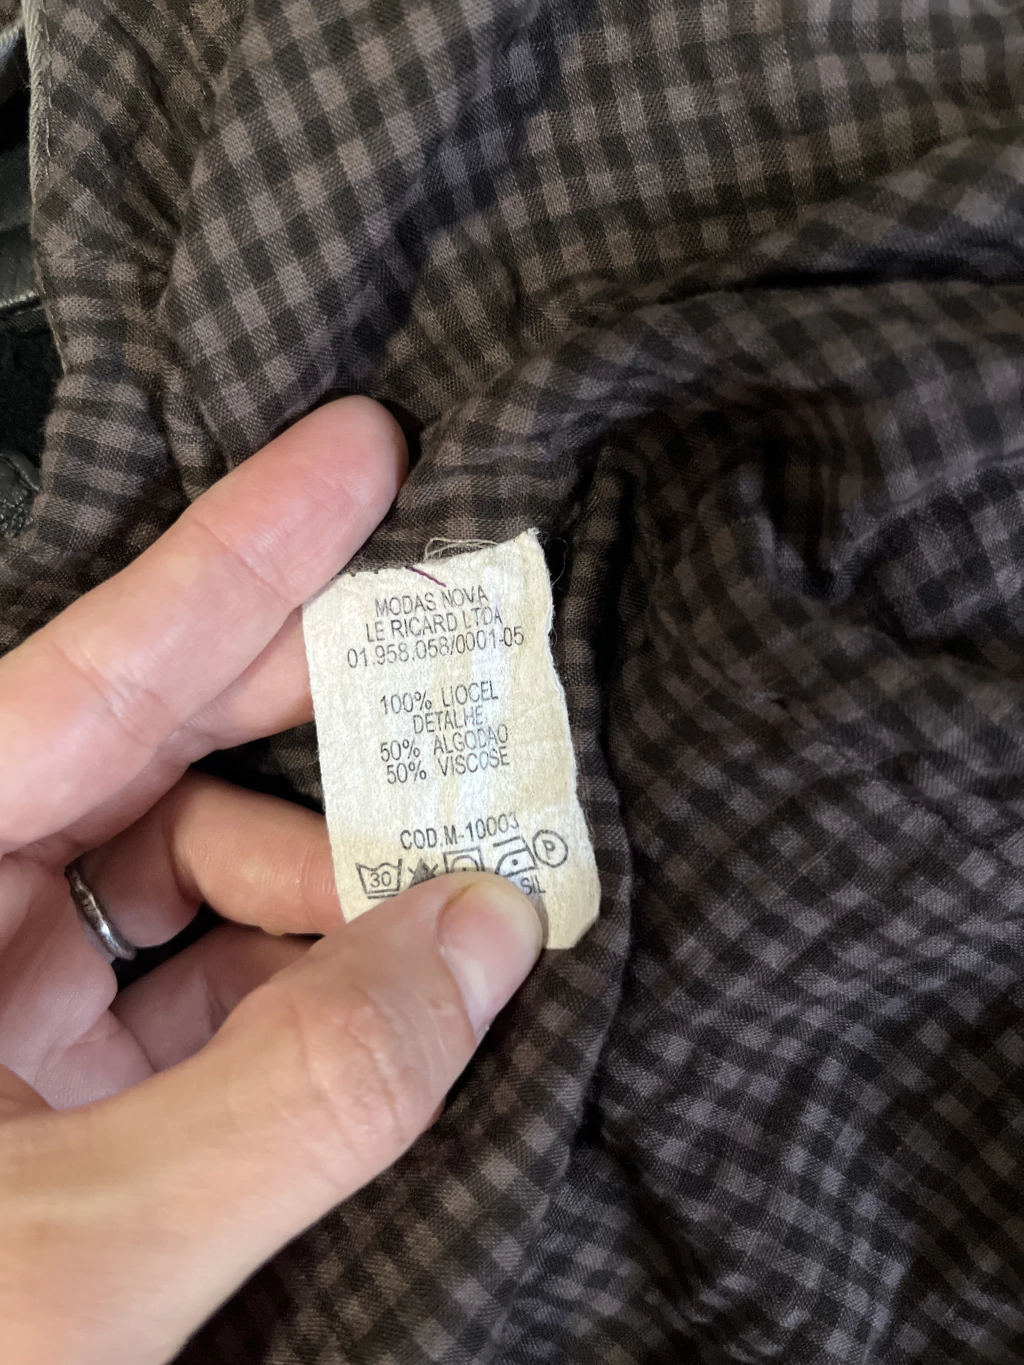 MODAS NOVA
LE RICARD LTDA
01.958.058/0001-05
100% LIOCEL
DETALHE
50% ALGODAO
50% VISCOSE
COD.M-10003
30 P